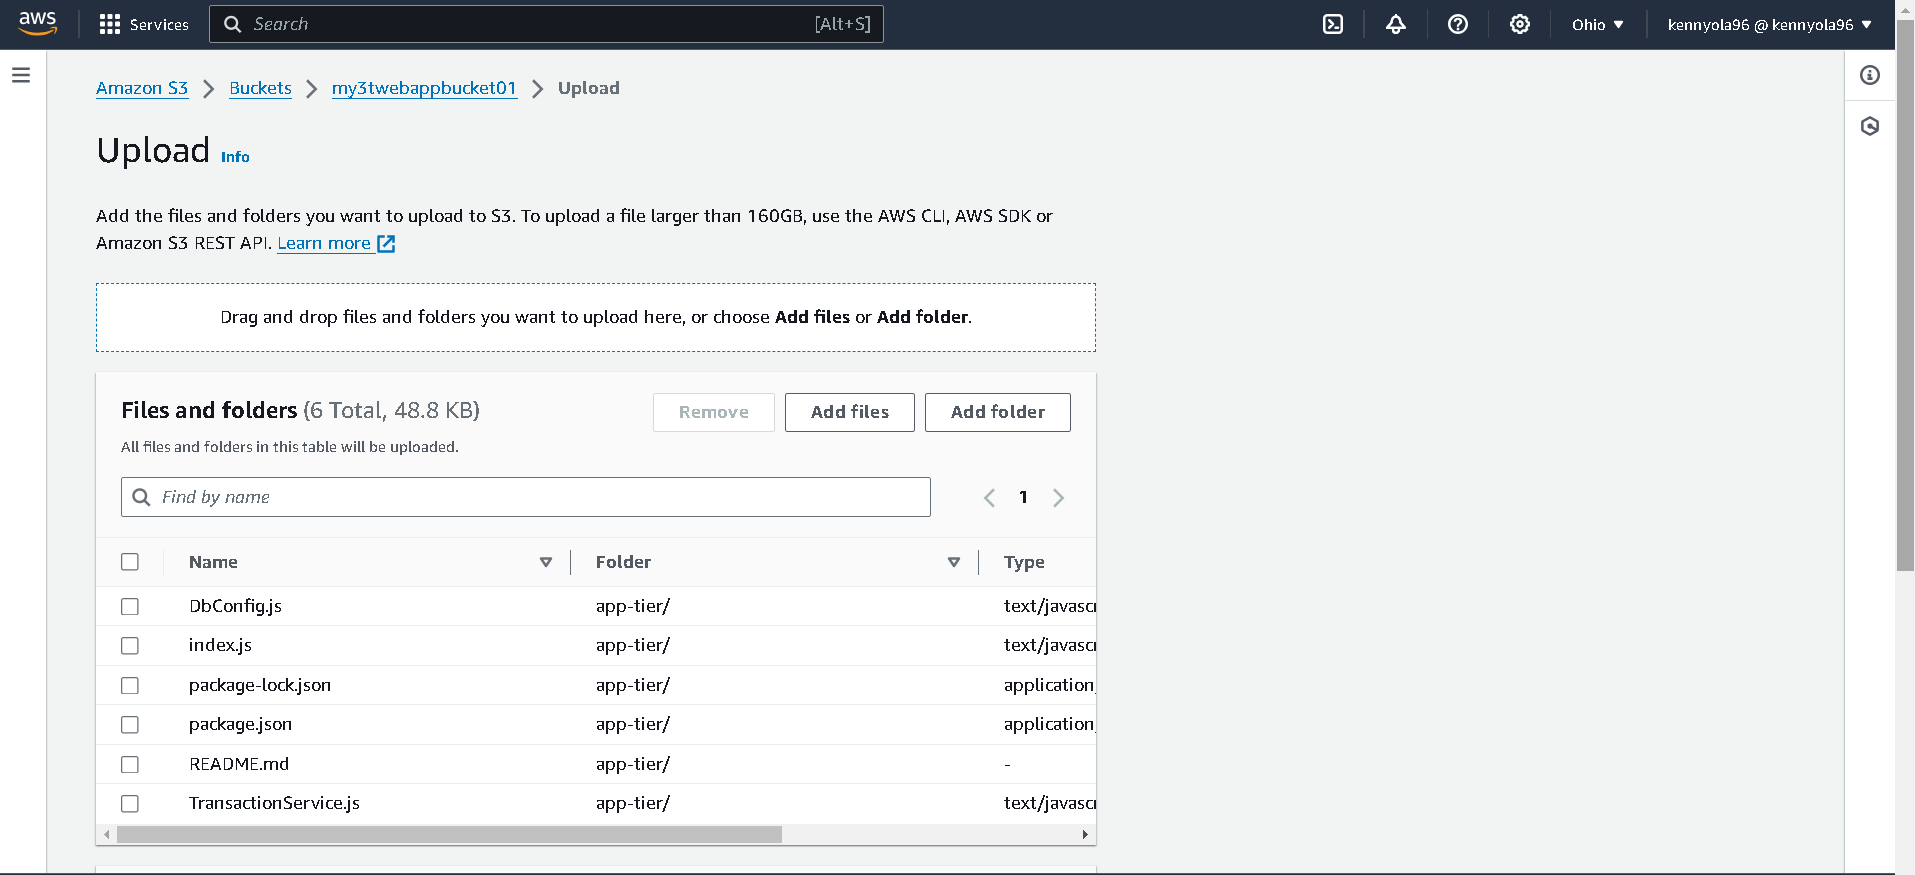 aws
Services
Search [Alt+S]
Ohio
kennyola96 @ kennyola96
Amazon S3 Buckets my3twebappbucket01 Upload
Upload Info
Add the files and folders you want to upload to S3. To upload a file larger than 160GB, use the AWS CLI, AWS SDK or
Amazon S3 REST API. Learn more
Drag and drop files and folders you want to upload here, or choose Add files or Add folder.
Files and folders (6 Total, 48.8 KB)
Remove Add files Add folder
All files and folders in this table will be uploaded.
Find by name
1
Name Folder Type
DbConfig.js app-tier/ text/javascr
index.js app-tier/ text/javascr
package-lock.json app-tier/ application/
package.json app-tier/ application/
README.md app-tier/ -
TransactionService.js app-tier/ text/javascr